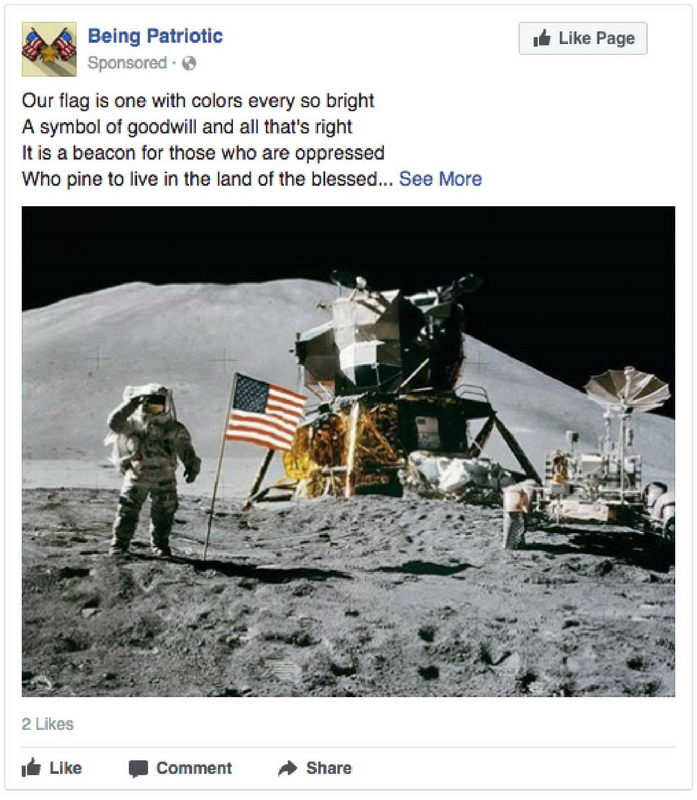 Being Patriotic
Like Page
Sponsored ·
Our flag is one with colors every so bright
A symbol of goodwill and all that's right
It is a beacon for those who are oppressed
Who pine to live in the land of the blessed... See More
2 Likes
Like Comment Share